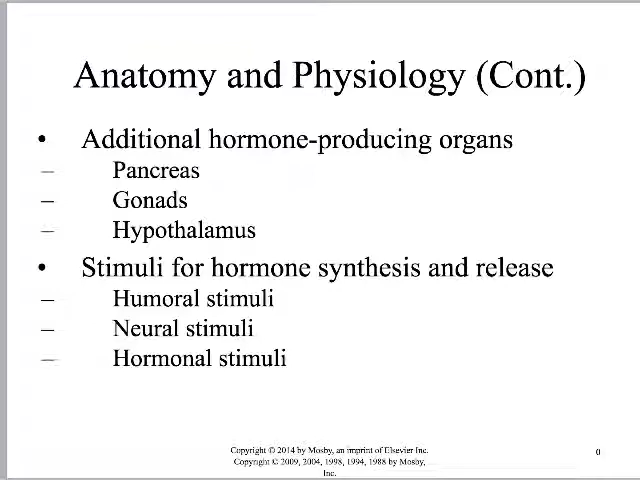 Anatomy and Physiology (Cont.)
• Additional hormone-producing organs
– Pancreas
– Gonads
– Hypothalamus
• Stimuli for hormone synthesis and release
– Humoral stimuli
– Neural stimuli
– Hormonal stimuli
Copyright © 2014 by Mosby, an imprint of Elsevier Inc.
Copyright © 2009, 2004, 1998, 1994, 1988 by Mosby,
Inc.
0